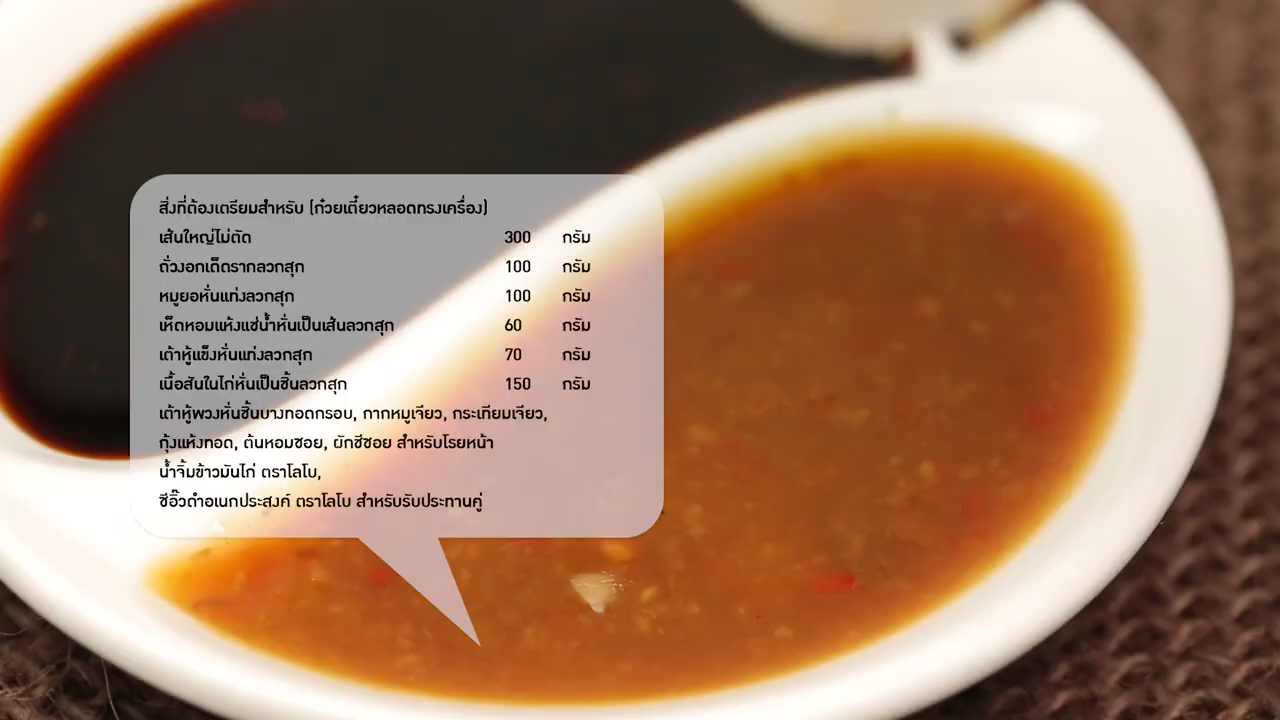 สิ่งที่ต้องเตรียมสำหรับ (ก๋วยเตี๋ยวหลอดทรงเครื่อง)
เส้นใหญ่ไม่ตัด 300 กรัม
ถั่วงอกเด็ดรากลวกสุก 100 กรัม
หมูยอหั่นแท่งลวกสุก 100 กรัม
เห็ดหอมแห้งแช่น้ำหั่นเป็นเส้นลวกสุก 60 กรัม
เต้าหู้แข็งหั่นแท่งลวกสุก 70 กรัม
เนื้อสันในไก่หั่นเป็นชิ้นลวกสุก 150 กรัม
เต้าหู้พวงหั่นชิ้นบางทอดกรอบ, กากหมูเจียว, กระเทียมเจียว,
กุ้งแห้งทอด, ต้นหอมซอย, ผักชีซอย สำหรับโรยหน้า
น้ำจิ้มข้าวมันไก่ ตราโลโบ,
ซีอิ๊วดำอเนกประสงค์ ตราโลโบ สำหรับรับประทานคู่